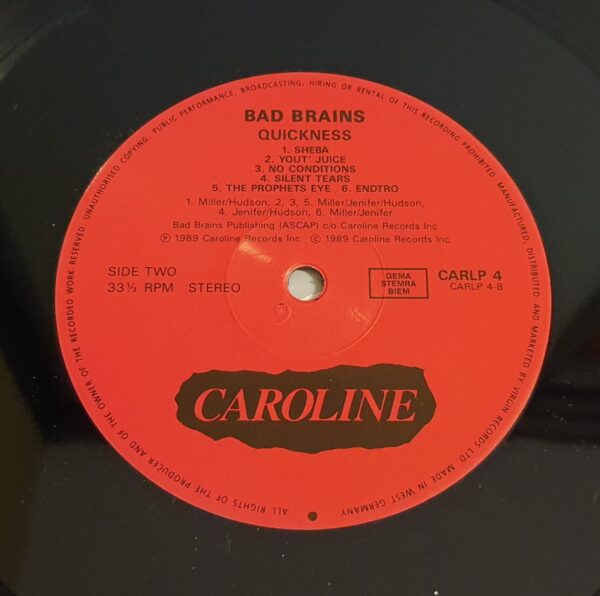 ALL RIGHTS OF THE PRODUCER AND OF THE OWNER OF THE RECORDED WORK RESERVED UNAUTHORISED COPYING, PUBLIC PERFORMANCE, BROADCASTING, HIRING OR RENTAL OF THIS RECORDING PROHIBITED MANUFACTURED, DISTRIBUTED AND MARKETED BY VIRGIN RECORDS LTD MADE IN WEST GERMANY
BAD BRAINS
QUICKNESS
1. SHEBA
2. YOUT' JUICE
3. NO CONDITIONS
4. SILENT TEARS
5. THE PROPHETS EYE 6. ENDTRO
1. Miller/Hudson, 2, 3, 5. Miller/Jenifer/Hudson,
4. Jenifer/Hudson, 6. Miller/Jenifer
Bad Brains Publishing (ASCAP) c/o Caroline Records Inc
℗ 1989 Caroline Records Inc © 1989 Caroline Records Inc
SIDE TWO
33⅓ RPM STEREO
GEMA
STEMRA
BIEM
CARLP 4
CARLP 4-B
CAROLINE